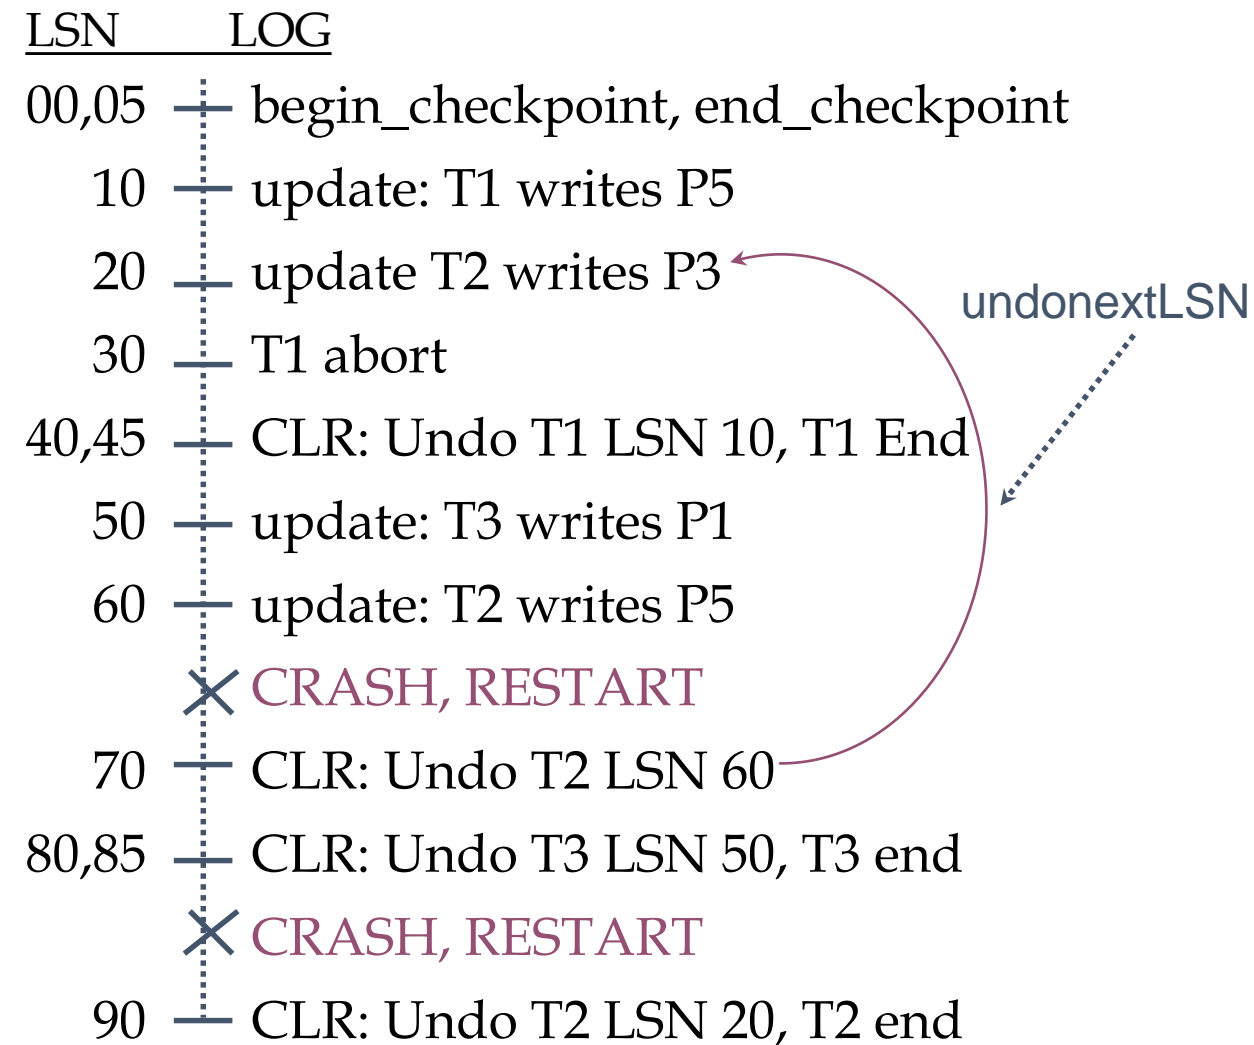 LSN LOG
00,05 begin_checkpoint, end_checkpoint
10 update: T1 writes P5
20 update T2 writes P3
undonextLSN
30 T1 abort
40,45 CLR: Undo T1 LSN 10, T1 End
50 update: T3 writes P1
60 update: T2 writes P5
CRASH, RESTART
70 CLR: Undo T2 LSN 60
80,85 CLR: Undo T3 LSN 50, T3 end
CRASH, RESTART
90 CLR: Undo T2 LSN 20, T2 end